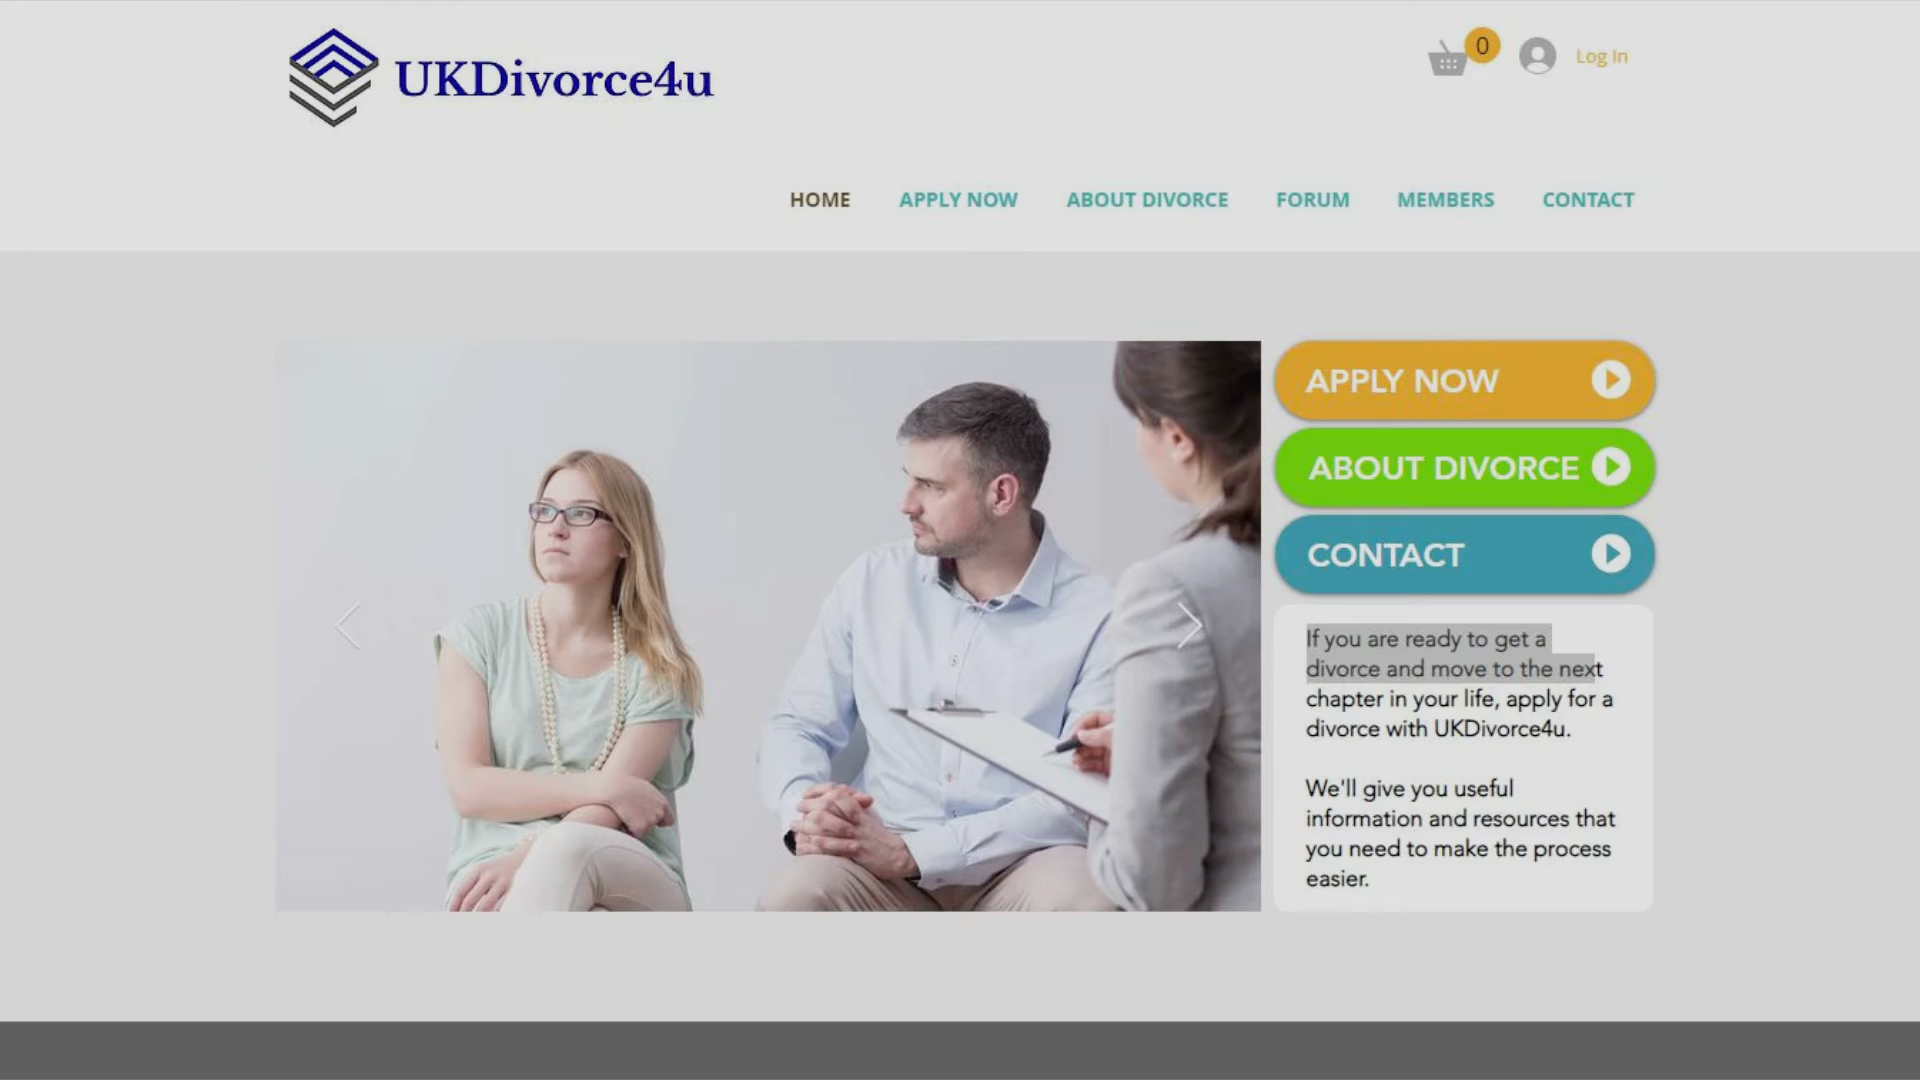 UKDivorce4u
0
Log In
HOME
APPLY NOW
ABOUT DIVORCE
FORUM
MEMBERS
CONTACT
APPLY NOW
ABOUT DIVORCE
CONTACT
If you are ready to get a
divorce and move to the next
chapter in your life, apply for a
divorce with UKDivorce4u.
We'll give you useful
information and resources that
you need to make the process
easier.